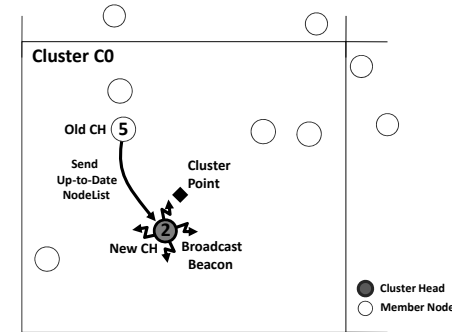 Cluster C0
Old CH 5
Send
Up-to-Date
NodeList
Cluster
Point
2
New CH
Broadcast
Beacon
Cluster Head
Member Node